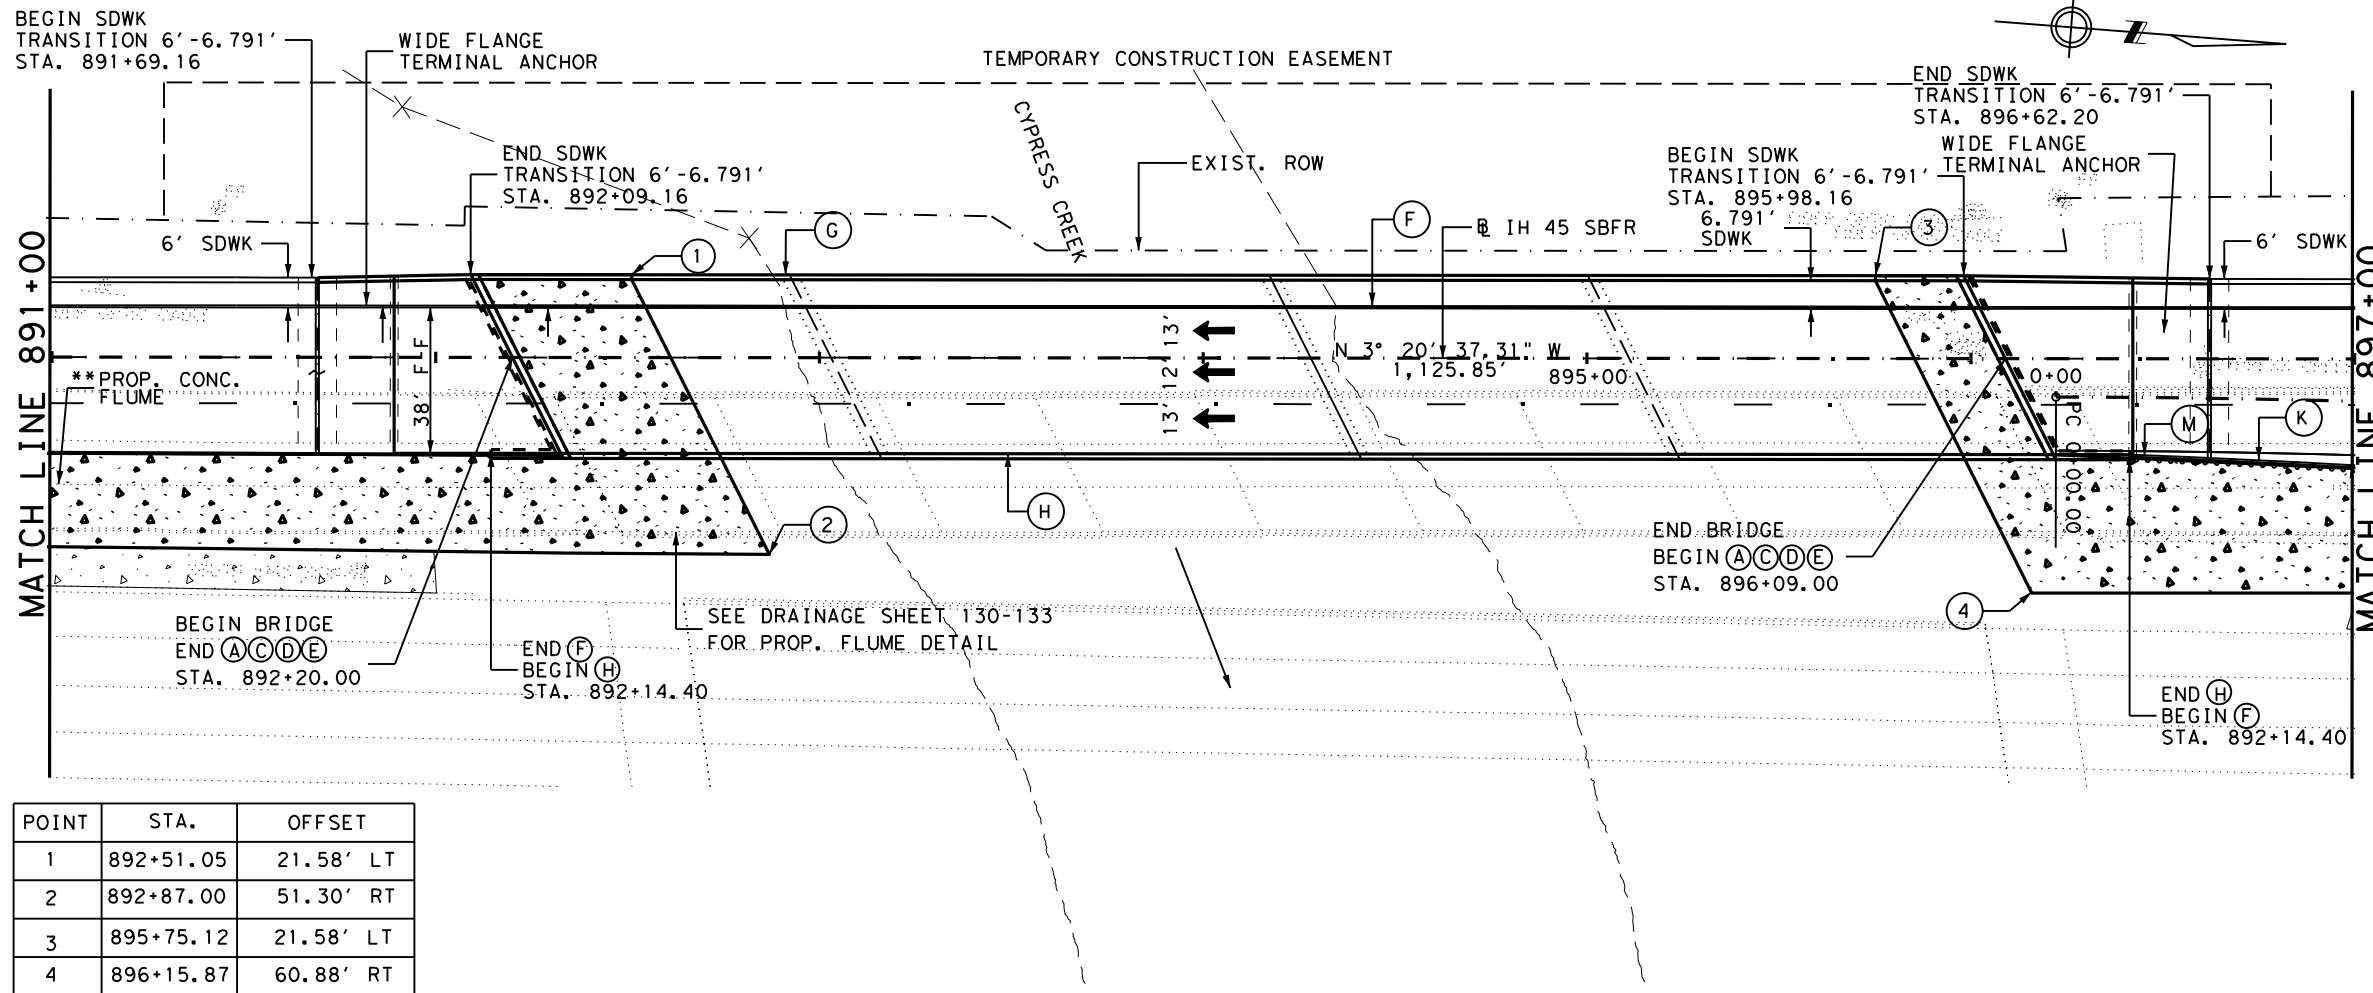 BEGIN SDWK
TRANSITION 6'-6.791'
STA. 891+69.16
WIDE FLANGE
TERMINAL ANCHOR
TEMPORARY CONSTRUCTION EASEMENT
END SDWK
TRANSITION 6'-6.791'
STA. 896+62.20
WIDE FLANGE
TERMINAL ANCHOR
END SDWK
TRANSITION 6'-6.791'
STA. 892+09.16
CYPRESS CREEK
EXIST. ROW
BEGIN SDWK
TRANSITION 6'-6.791'
STA. 895+98.16
6.791'
SDWK
6' SDWK
G
F
IH 45 SBFR
1
3
6' SDWK
MATCH LINE 891+00
MATCH LINE 897+00
13'
12'
13'
38' F-F
N 3° 20' 37.31" W
1,125.85'
895+00
0+00
PC 0+00.00
**PROP. CONC.
FLUME
M
K
H
2
4
END BRIDGE
BEGIN A C D E
STA. 896+09.00
SEE DRAINAGE SHEET 130-133
FOR PROP. FLUME DETAIL
BEGIN BRIDGE
END A C D E
STA. 892+20.00
END F
BEGIN H
STA. 892+14.40
END H
BEGIN F
STA. 892+14.40
POINT STA. OFFSET
1 892+51.05 21.58' LT
2 892+87.00 51.30' RT
3 895+75.12 21.58' LT
4 896+15.87 60.88' RT